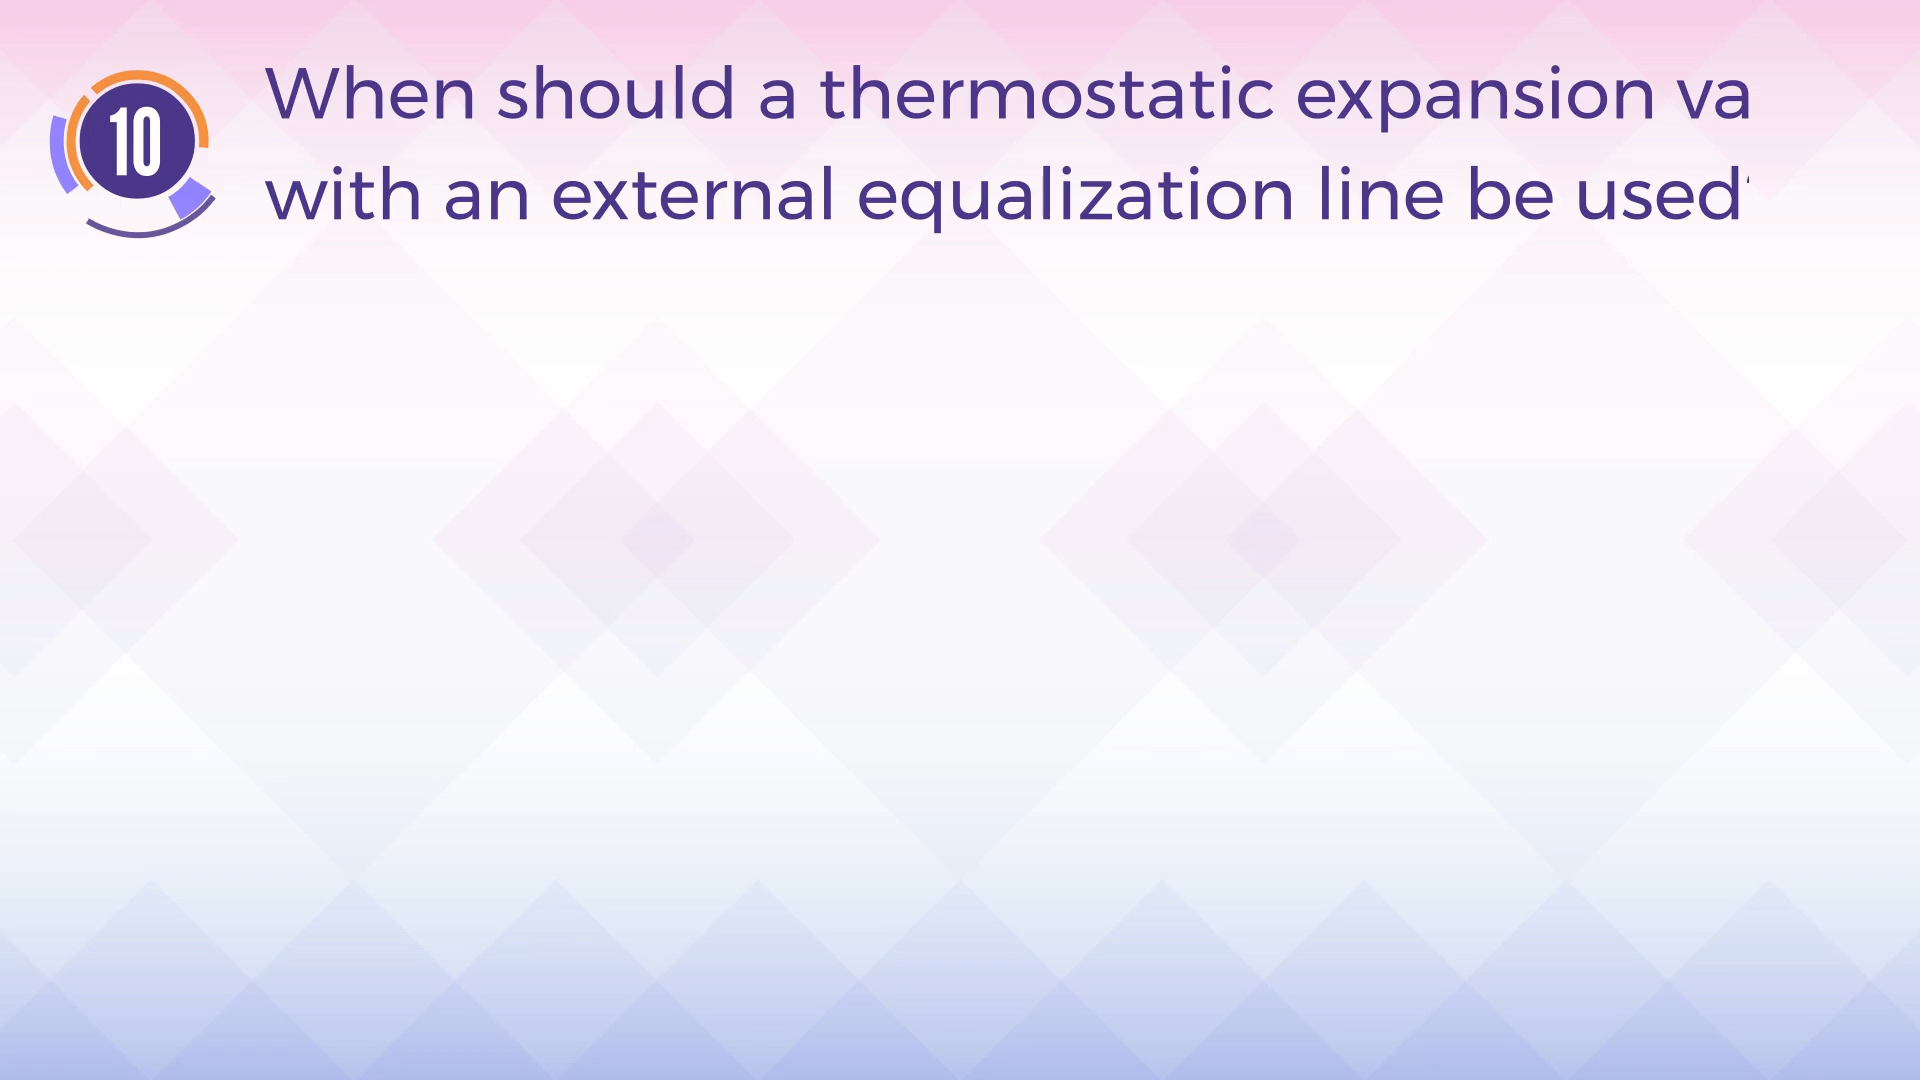 10
When should a thermostatic expansion va
with an external equalization line be used